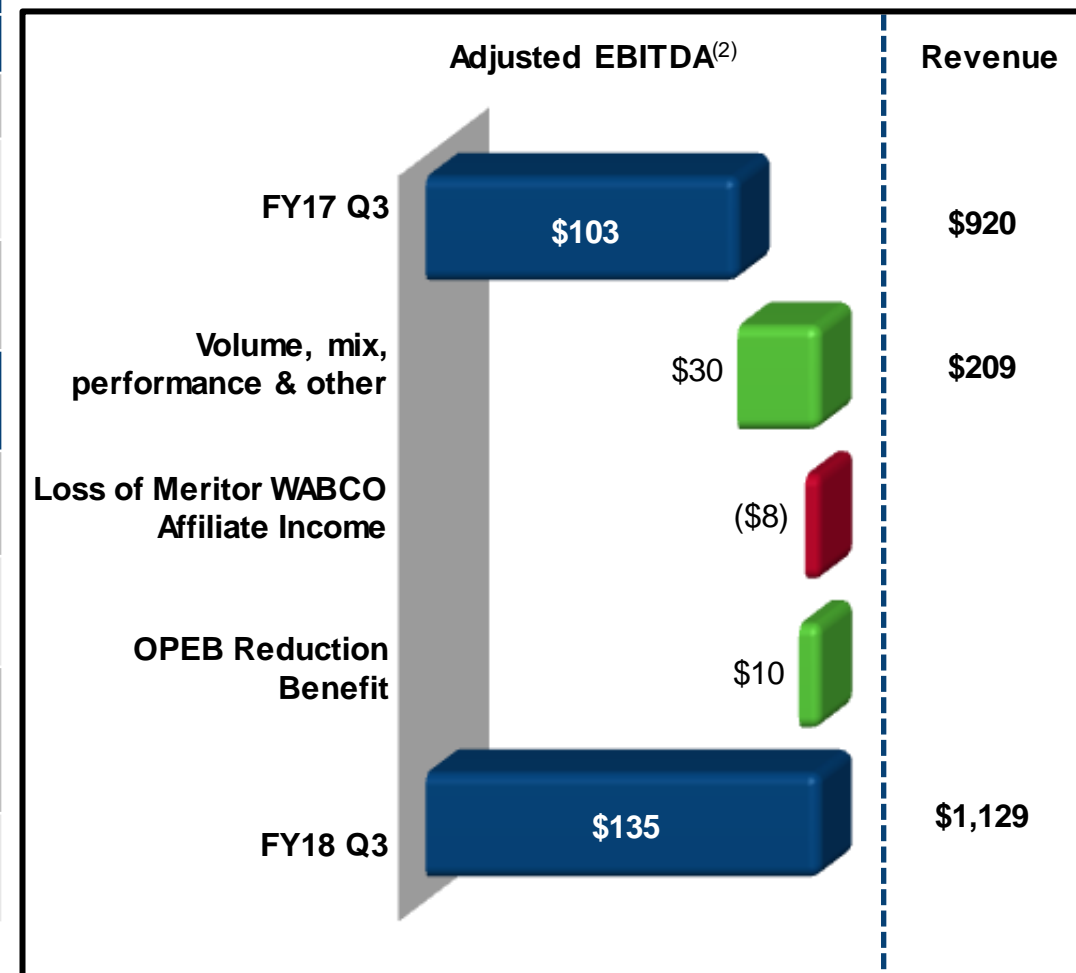 Adjusted EBITDA(2) Revenue
FY17 Q3 $103 $920
Volume, mix,
performance & other $30 $209
Loss of Meritor WABCO
Affiliate Income ($8)
OPEB Reduction
Benefit $10
FY18 Q3 $135 $1,129